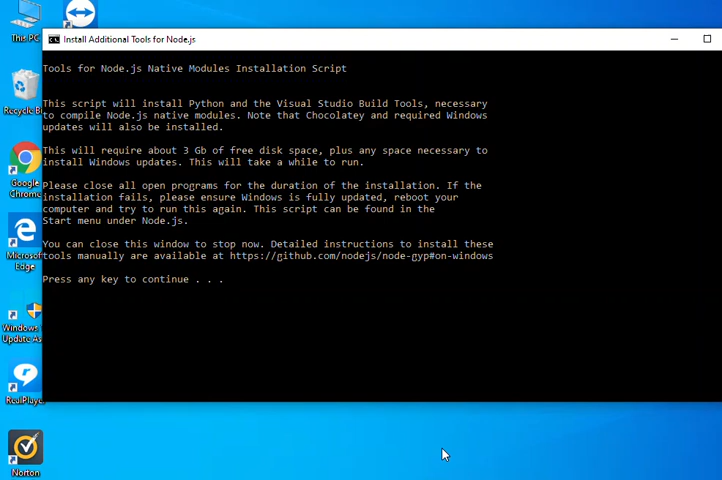 This PC
Install Additional Tools for Node.js
Tools for Node.js Native Modules Installation Script
Recycle
This script will install Python and the Visual Studio Build Tools, necessary
to compile Node.js native modules. Note that Chocolatey and required Windows
updates will also be installed.
This will require about 3 Gb of free disk space, plus any space necessary to
install Windows updates. This will take a while to run.
Google
Chrome
Please close all open programs for the duration of the installation. If the
installation fails, please ensure Windows is fully updated, reboot your
computer and try to run this again. This script can be found in the
Start menu under Node.js.
You can close this window to stop now. Detailed instructions to install these
tools manually are available at https://github.com/nodejs/node-gyp#on-windows
Microsof
Edge
Press any key to continue . . .
Windows
Update As
RealPlaye
Norton